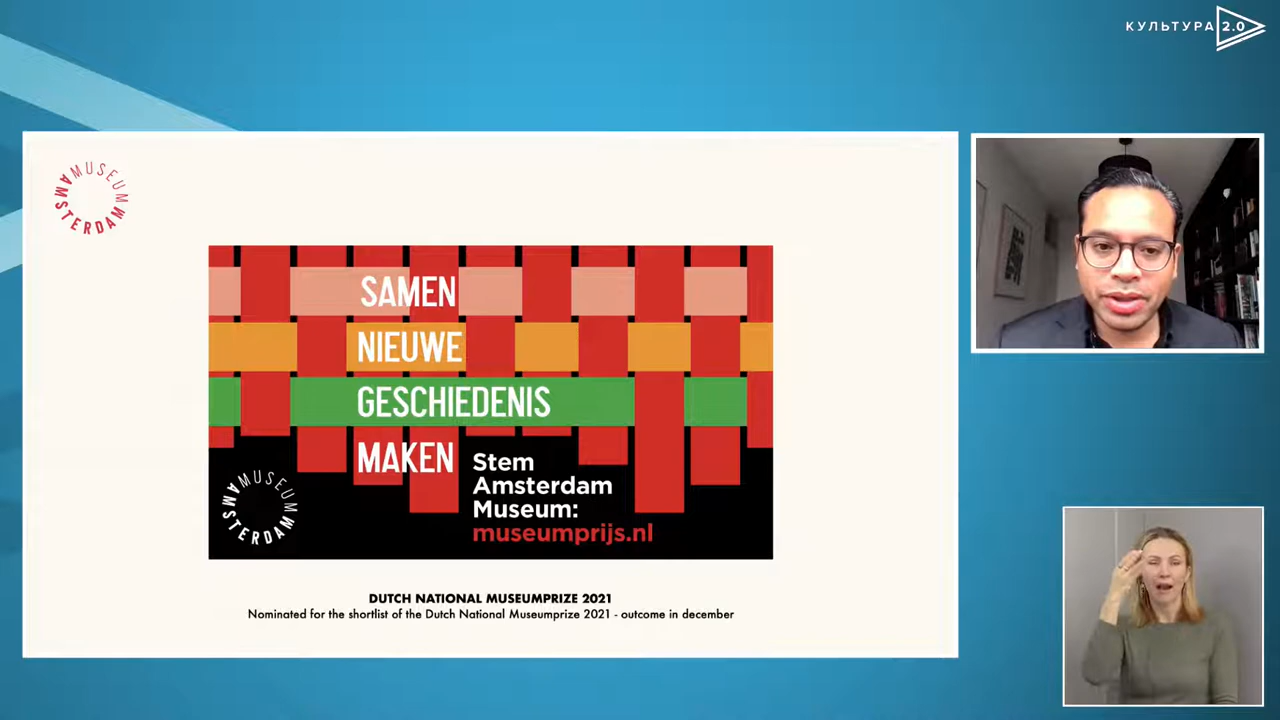 КУЛЬТУРА 2.0
AMSTERDAM MUSEUM
SAMEN
NIEUWE
GESCHIEDENIS
MAKEN
Stem
Amsterdam
Museum:
museumprijs.nl
AMSTERDAM MUSEUM
DUTCH NATIONAL MUSEUMPRIZE 2021
Nominated for the shortlist of the Dutch National Museumprize 2021 - outcome in december